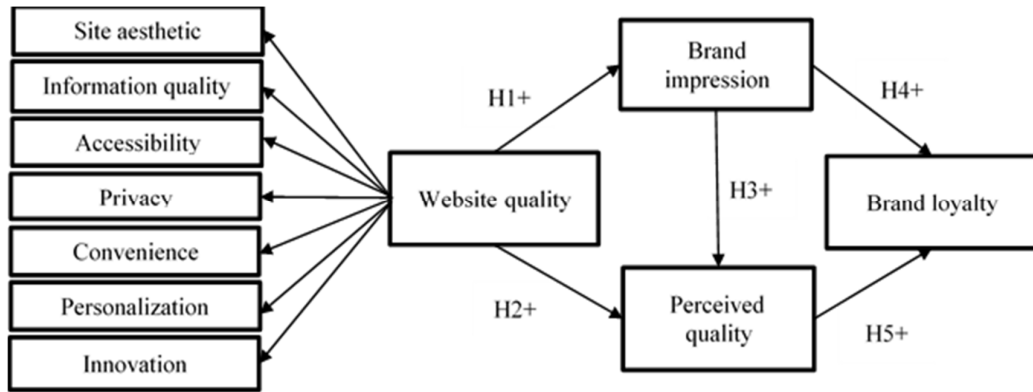 Site aesthetic
Information quality
Accessibility
Privacy
Convenience
Personalization
Innovation
Website quality
H1+
H2+
Brand
impression
H3+
Perceived
quality
H4+
H5+
Brand loyalty